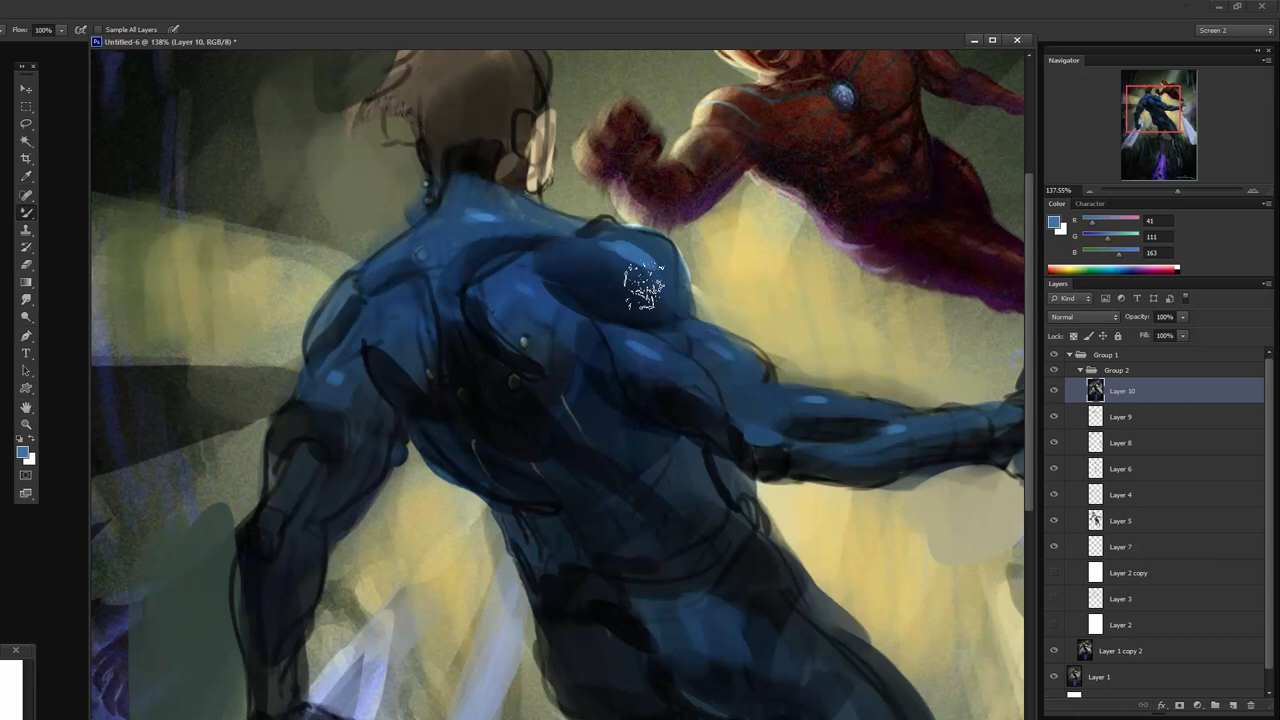 Flow: 100%
Sample All Layers
Screen 2
Untitled-6 @ 138% (Layer 10, RGB/8) *
Navigator
137.55%
Color Character
R 41
G 111
B 163
Layers
Kind
Normal Opacity: 100%
Lock: Fill: 100%
Group 1
Group 2
Layer 10
Layer 9
Layer 8
Layer 6
Layer 4
Layer 5
Layer 7
Layer 2 copy
Layer 3
Layer 2
Layer 1 copy 2
Layer 1